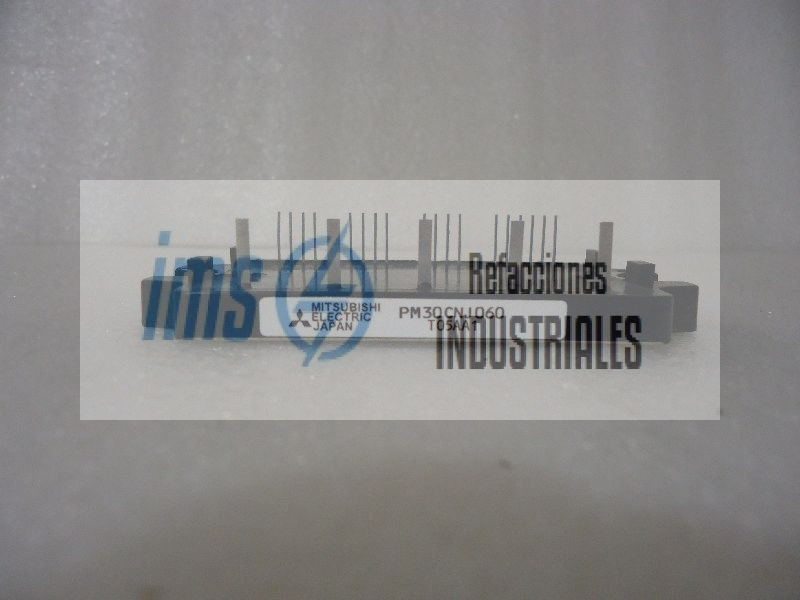 ims
Refacciones
INDUSTRIALES
MITSUBISHI
ELECTRIC
JAPAN
PM30CNJ060
T05AA1